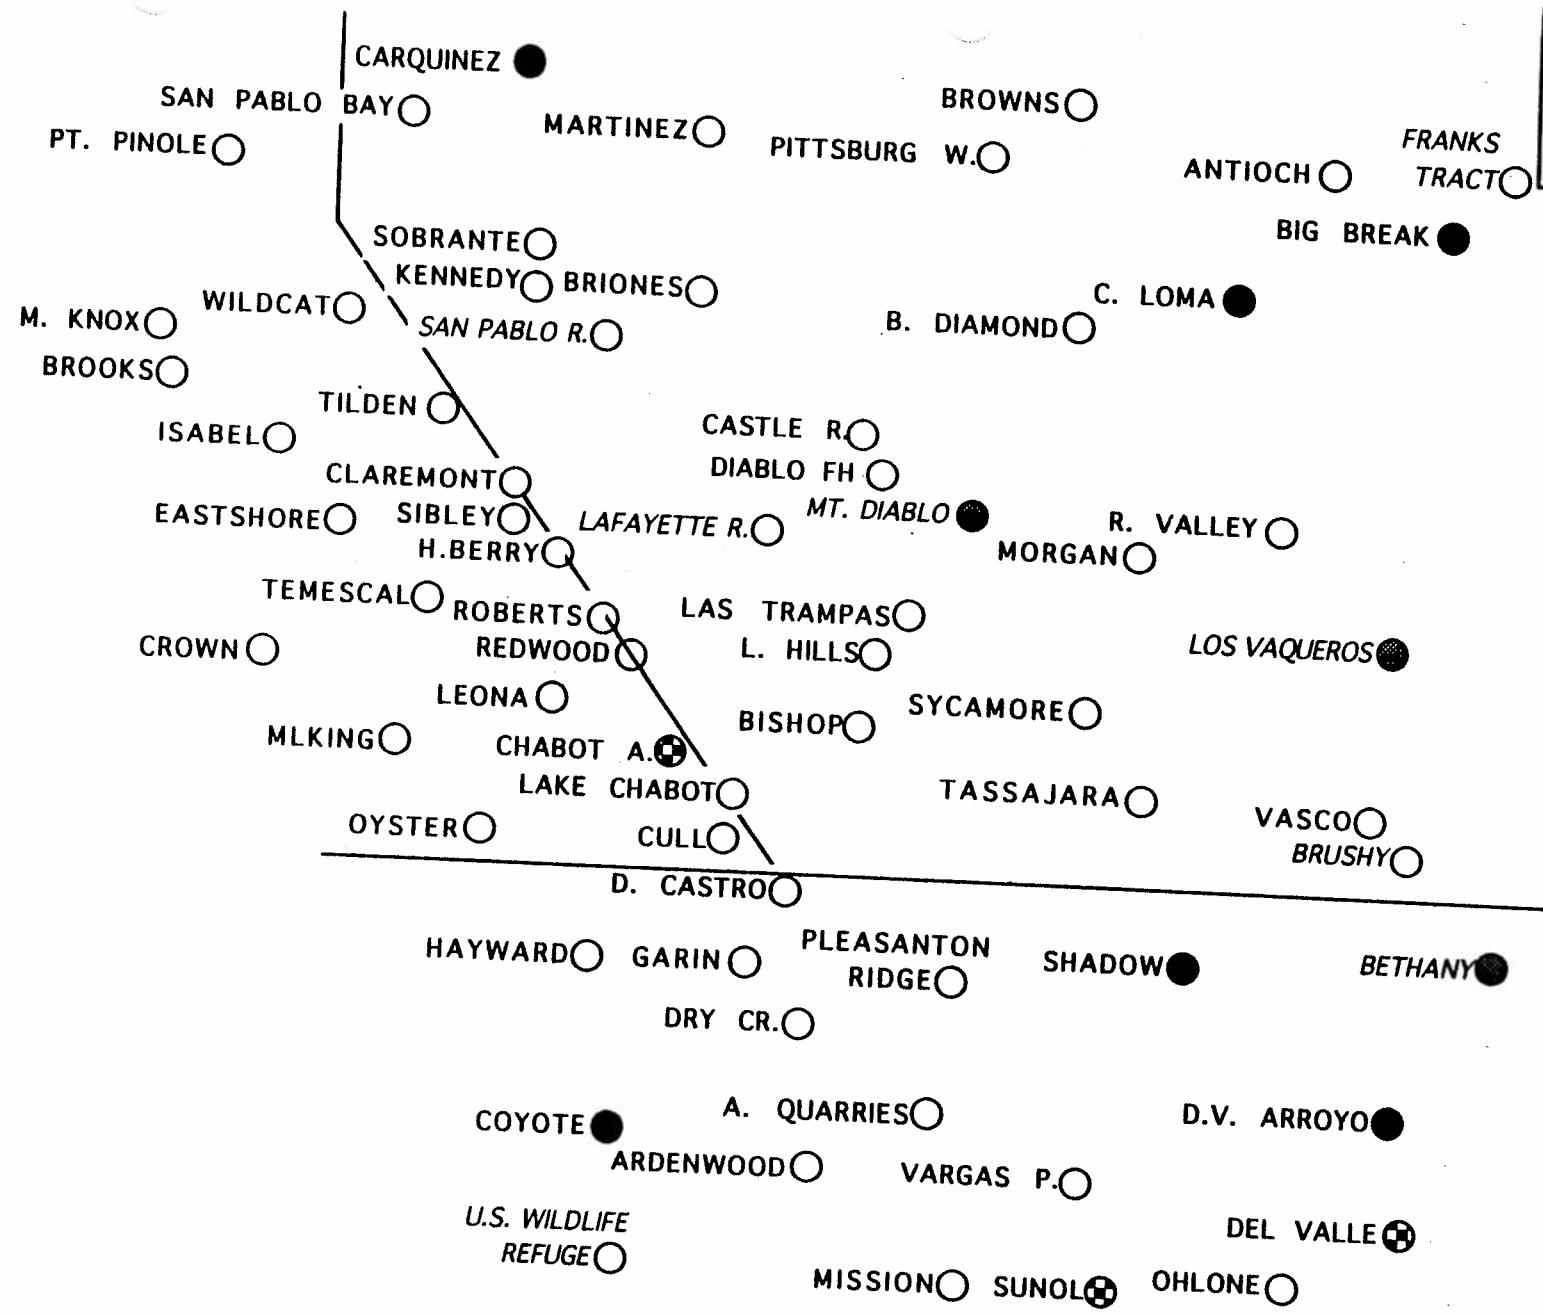 CARQUINEZ
SAN PABLO BAY
BROWNS
MARTINEZ
PT. PINOLE
PITTSBURG W.
FRANKS
TRACT
ANTIOCH
BIG BREAK
SOBRANTE
KENNEDY
BRIONES
C. LOMA
WILDCAT
M. KNOX
SAN PABLO R.
B. DIAMOND
BROOKS
TILDEN
ISABEL
CASTLE R.
CLAREMONT
DIABLO FH
EASTSHORE
SIBLEY
LAFAYETTE R.
MT. DIABLO
R. VALLEY
H.BERRY
MORGAN
TEMESCAL
ROBERTS
LAS TRAMPAS
CROWN
REDWOOD
L. HILLS
LOS VAQUEROS
LEONA
SYCAMORE
BISHOP
MLKING
CHABOT A.
LAKE CHABOT
TASSAJARA
OYSTER
CULL
VASCO
BRUSHY
D. CASTRO
HAYWARD
GARIN
PLEASANTON
RIDGE
SHADOW
BETHANY
DRY CR.
COYOTE
A. QUARRIES
D.V. ARROYO
ARDENWOOD
VARGAS P.
U.S. WILDLIFE
REFUGE
DEL VALLE
MISSION
SUNOL
OHLONE